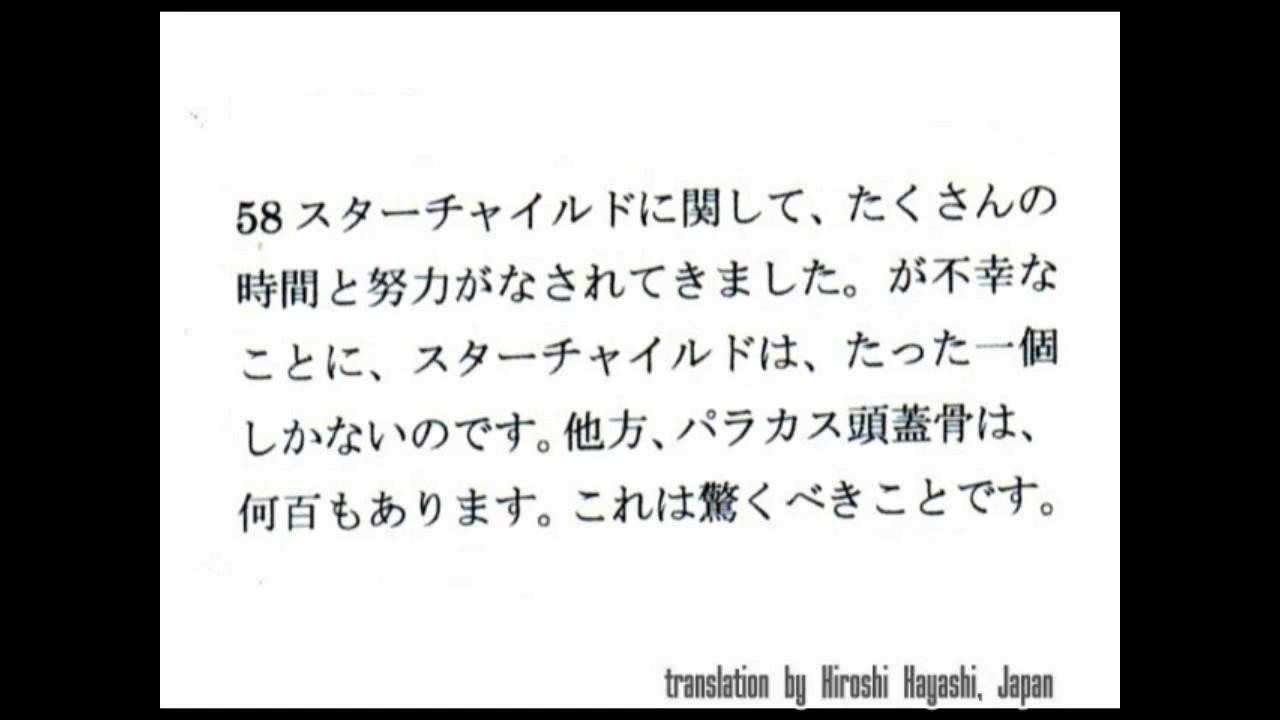 58 スターチャイルドに関して、たくさんの
時間と努力がなされてきました。が不幸な
ことに、スターチャイルドは、たった一個
しかないのです。他方、パラカス頭蓋骨は、
何百もあります。これは驚くべきことです。
translation by Hiroshi Hayashi, Japan